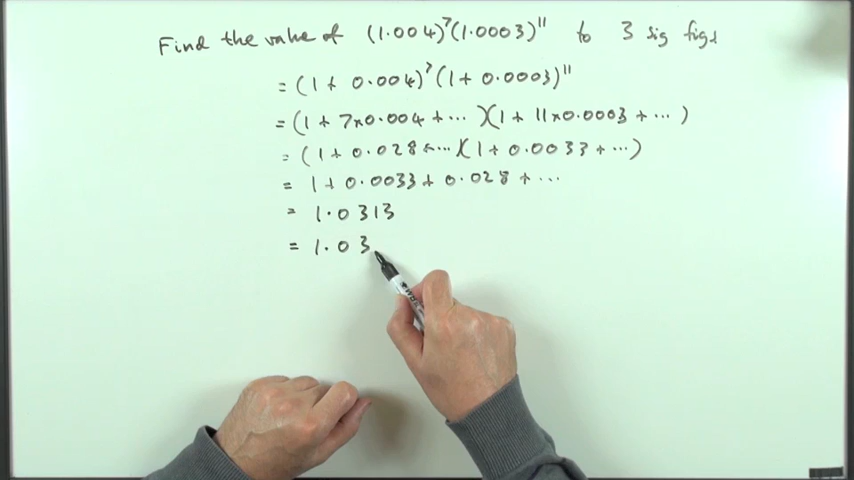 Find the value of (1.004)⁷(1.0003)¹¹ to 3 sig figs
= (1 + 0.004)⁷(1 + 0.0003)¹¹
= (1 + 7×0.004 + ...)(1 + 11×0.0003 + ...)
= (1 + 0.028 + ...)(1 + 0.0033 + ...)
= 1 + 0.0033 + 0.028 + ...
= 1.0313
= 1.03